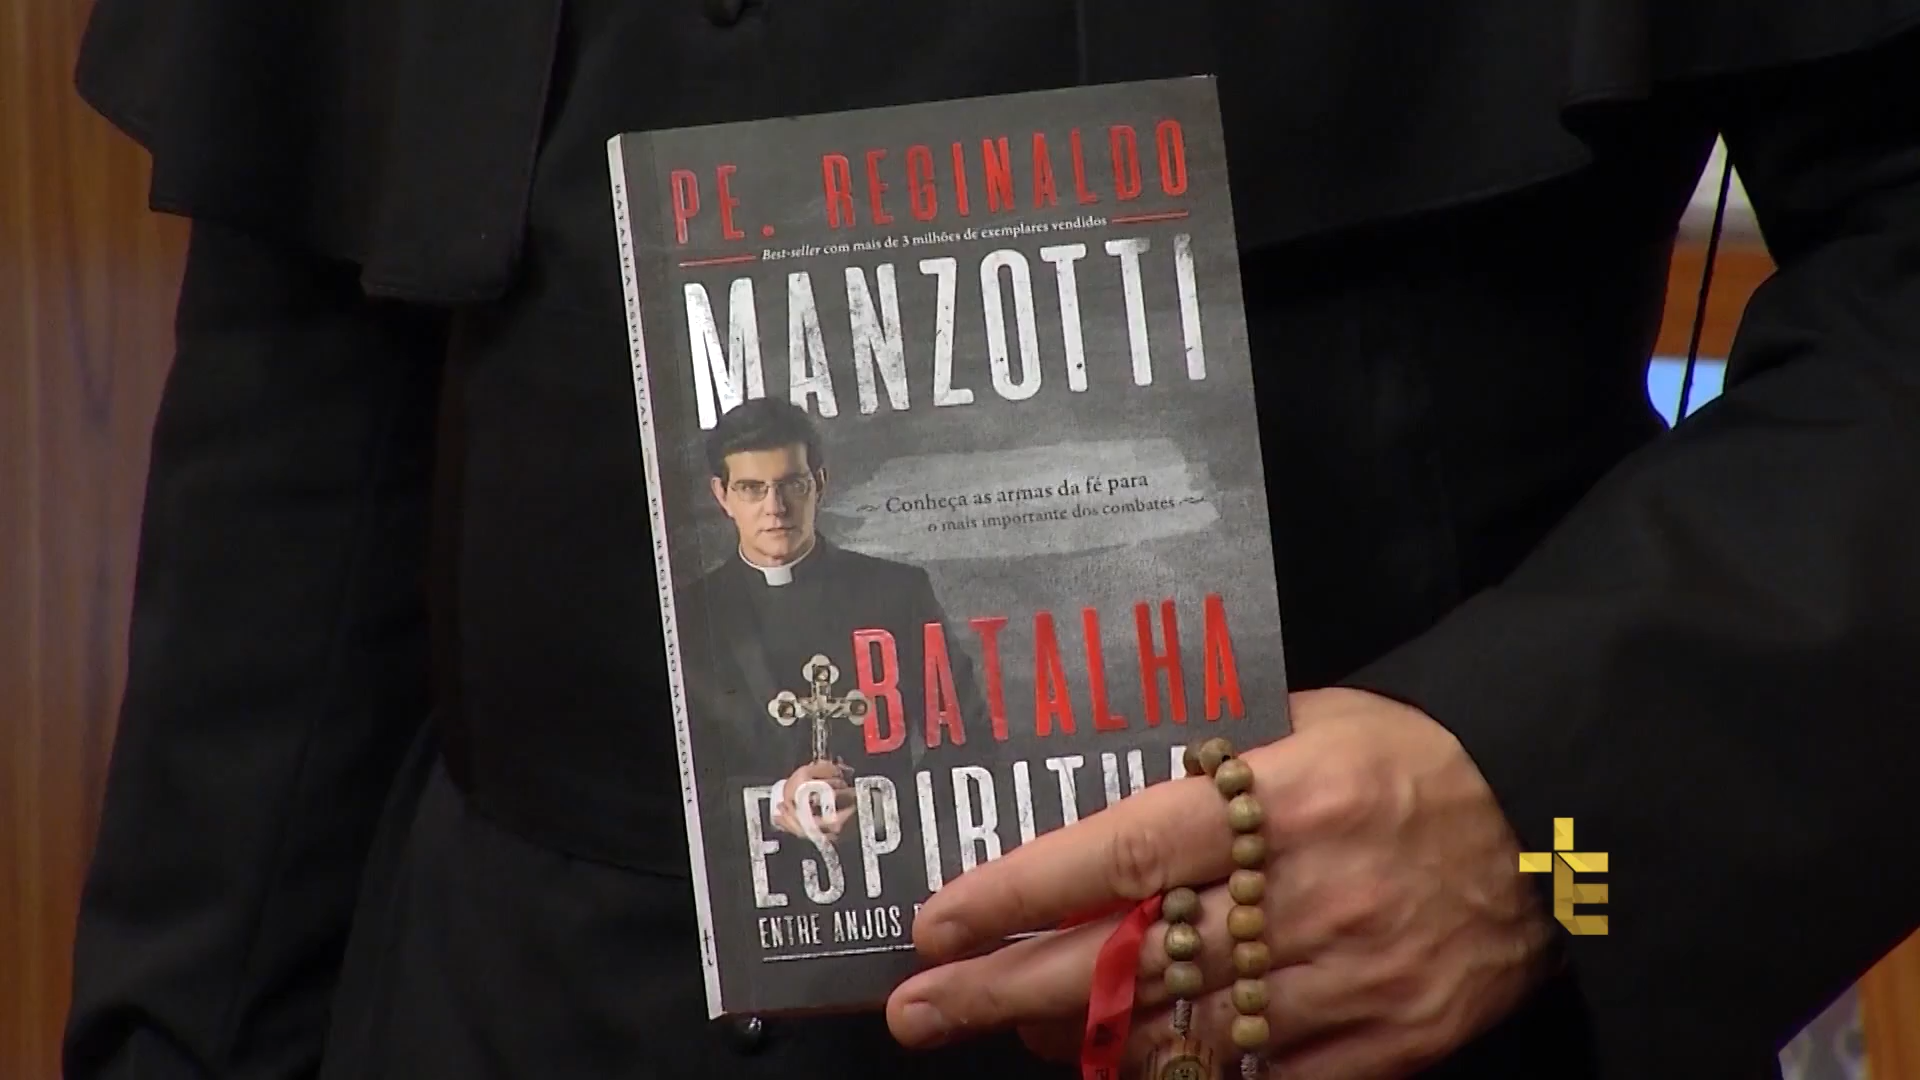 PE. REGINALDO
Best-seller com mais de 3 milhões de exemplares vendidos
MANZOTTI
Conheça as armas da fé para
o mais importante dos combates
BATALHA
ESPIRITUA
ENTRE ANJOS
BATALHA ESPIRITUAL PE. REGINALDO MANZOTTI